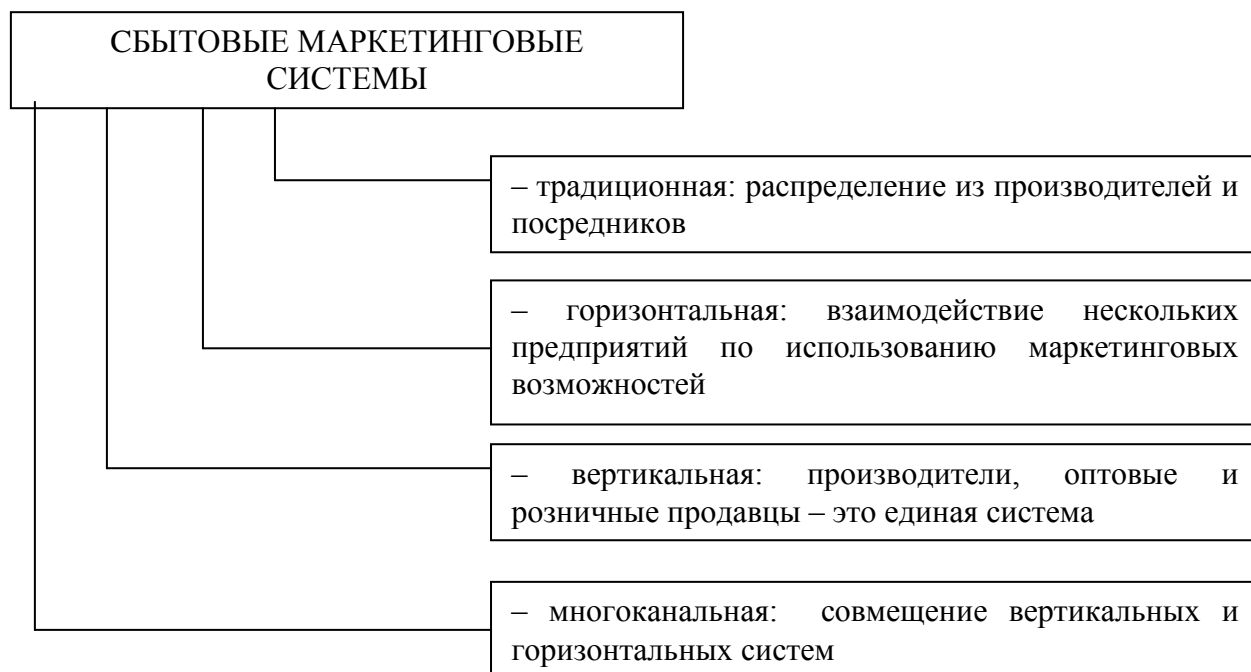 СБЫТОВЫЕ МАРКЕТИНГОВЫЕ
СИСТЕМЫ
– традиционная: распределение из производителей и
посредников
– горизонтальная: взаимодействие нескольких
предприятий по использованию маркетинговых
возможностей
– вертикальная: производители, оптовые и
розничные продавцы – это единая система
– многоканальная: совмещение вертикальных и
горизонтальных систем